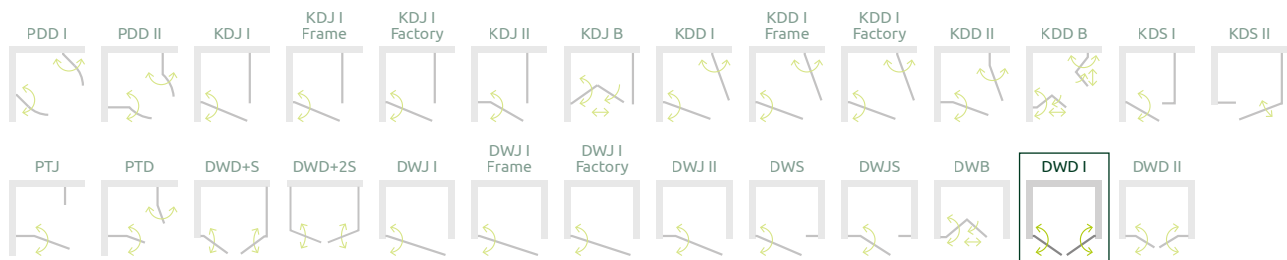 PDD I
PDD II
KDJ I
KDJ I
Frame
KDJ I
Factory
KDJ II
KDJ B
KDD I
KDD I
Frame
KDD I
Factory
KDD II
KDD B
KDS I
KDS II
PTJ
PTD
DWD+S
DWD+2S
DWJ I
DWJ I
Frame
DWJ I
Factory
DWJ II
DWS
DWJS
DWB
DWD I
DWD II